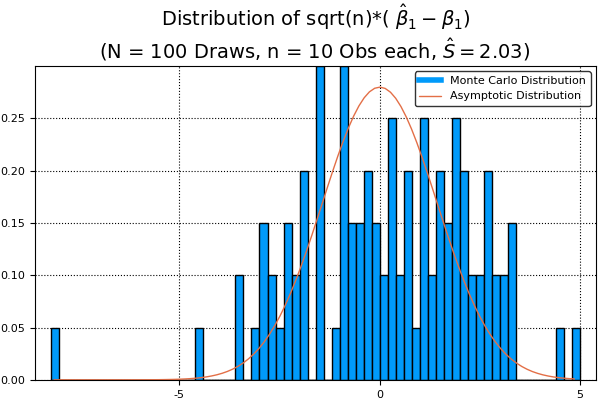 Distribution of sqrt(n)*( β̂₁ − β₁)
(N = 100 Draws, n = 10 Obs each, Ŝ = 2.03)
Monte Carlo Distribution
Asymptotic Distribution
0.25
0.20
0.15
0.10
0.05
0.00
-5 0 5